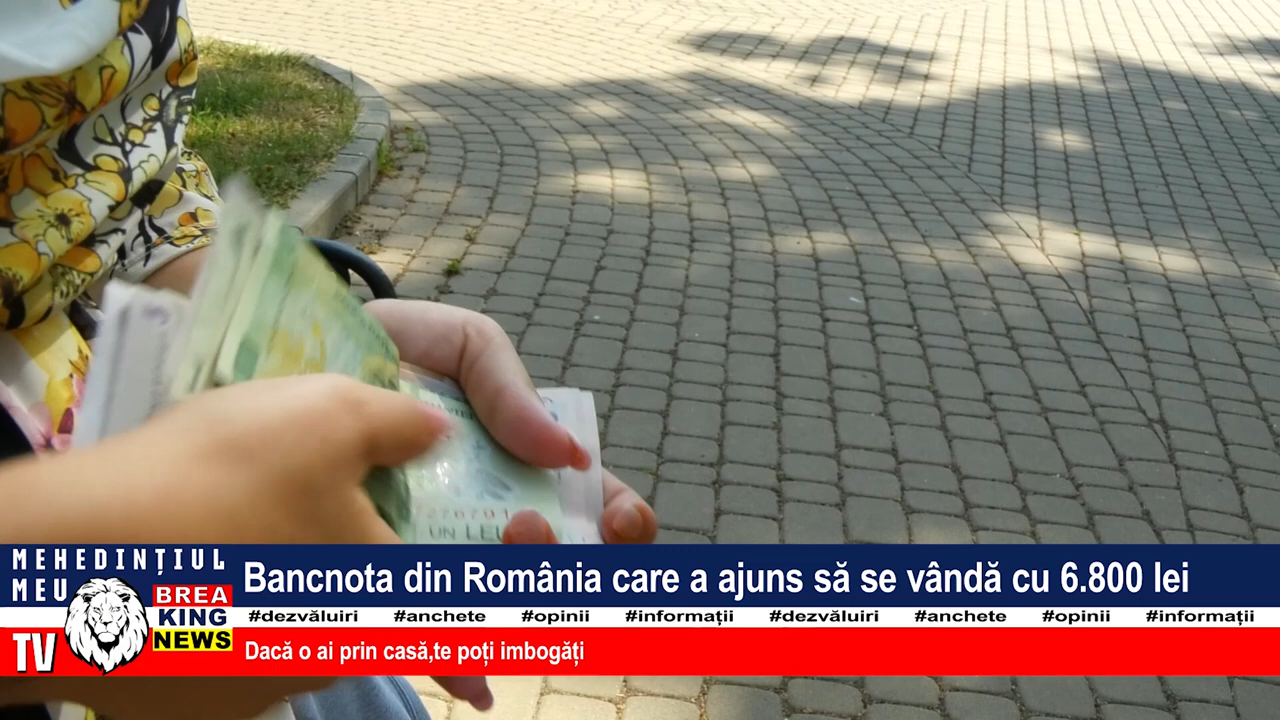 276701
UN LEU
MEHEDINȚIUL
MEU
TV
BREA
KING
NEWS
Bancnota din România care a ajuns să se vândă cu 6.800 lei
#dezvăluiri #anchete #opinii #informații #dezvăluiri #anchete #opinii #informații
Dacă o ai prin casă,te poți imbogăți